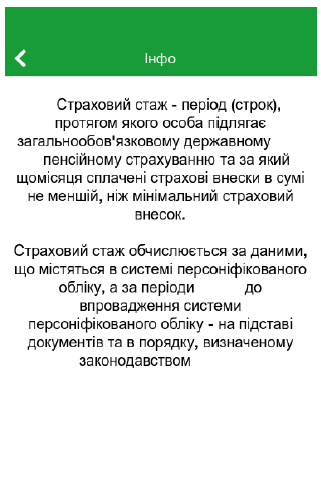 Інфо
Страховий стаж - період (строк),
протягом якого особа підлягає
загальнообов'язковому державному
пенсійному страхуванню та за який
щомісяця сплачені страхові внески в сумі
не меншій, ніж мінімальний страховий
внесок.
Страховий стаж обчислюється за даними,
що містяться в системі персоніфікованого
обліку, а за періоди до
впровадження системи
персоніфікованого обліку - на підставі
документів та в порядку, визначеному
законодавством